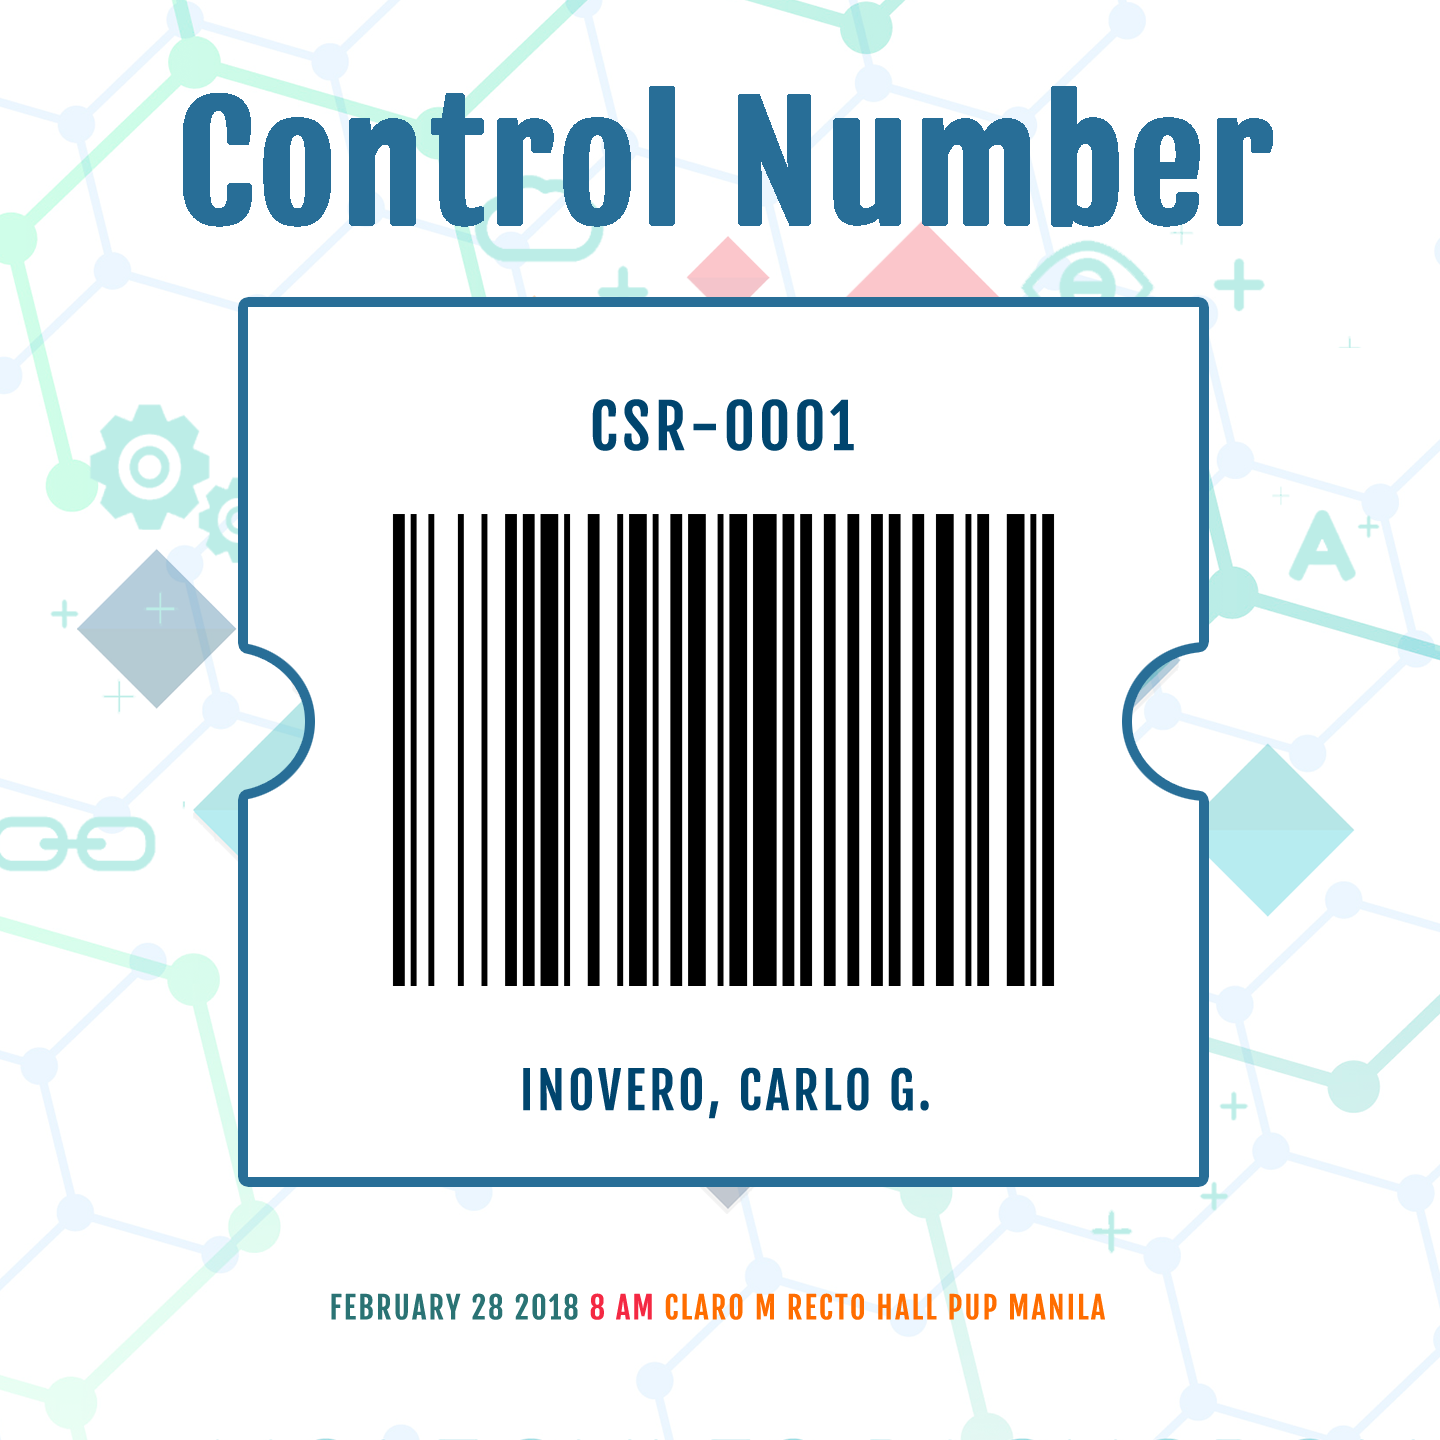 Control Number
CSR-0001
INOVERO, CARLO G.
FEBRUARY 28 2018 8 AM CLARO M RECTO HALL PUP MANILA